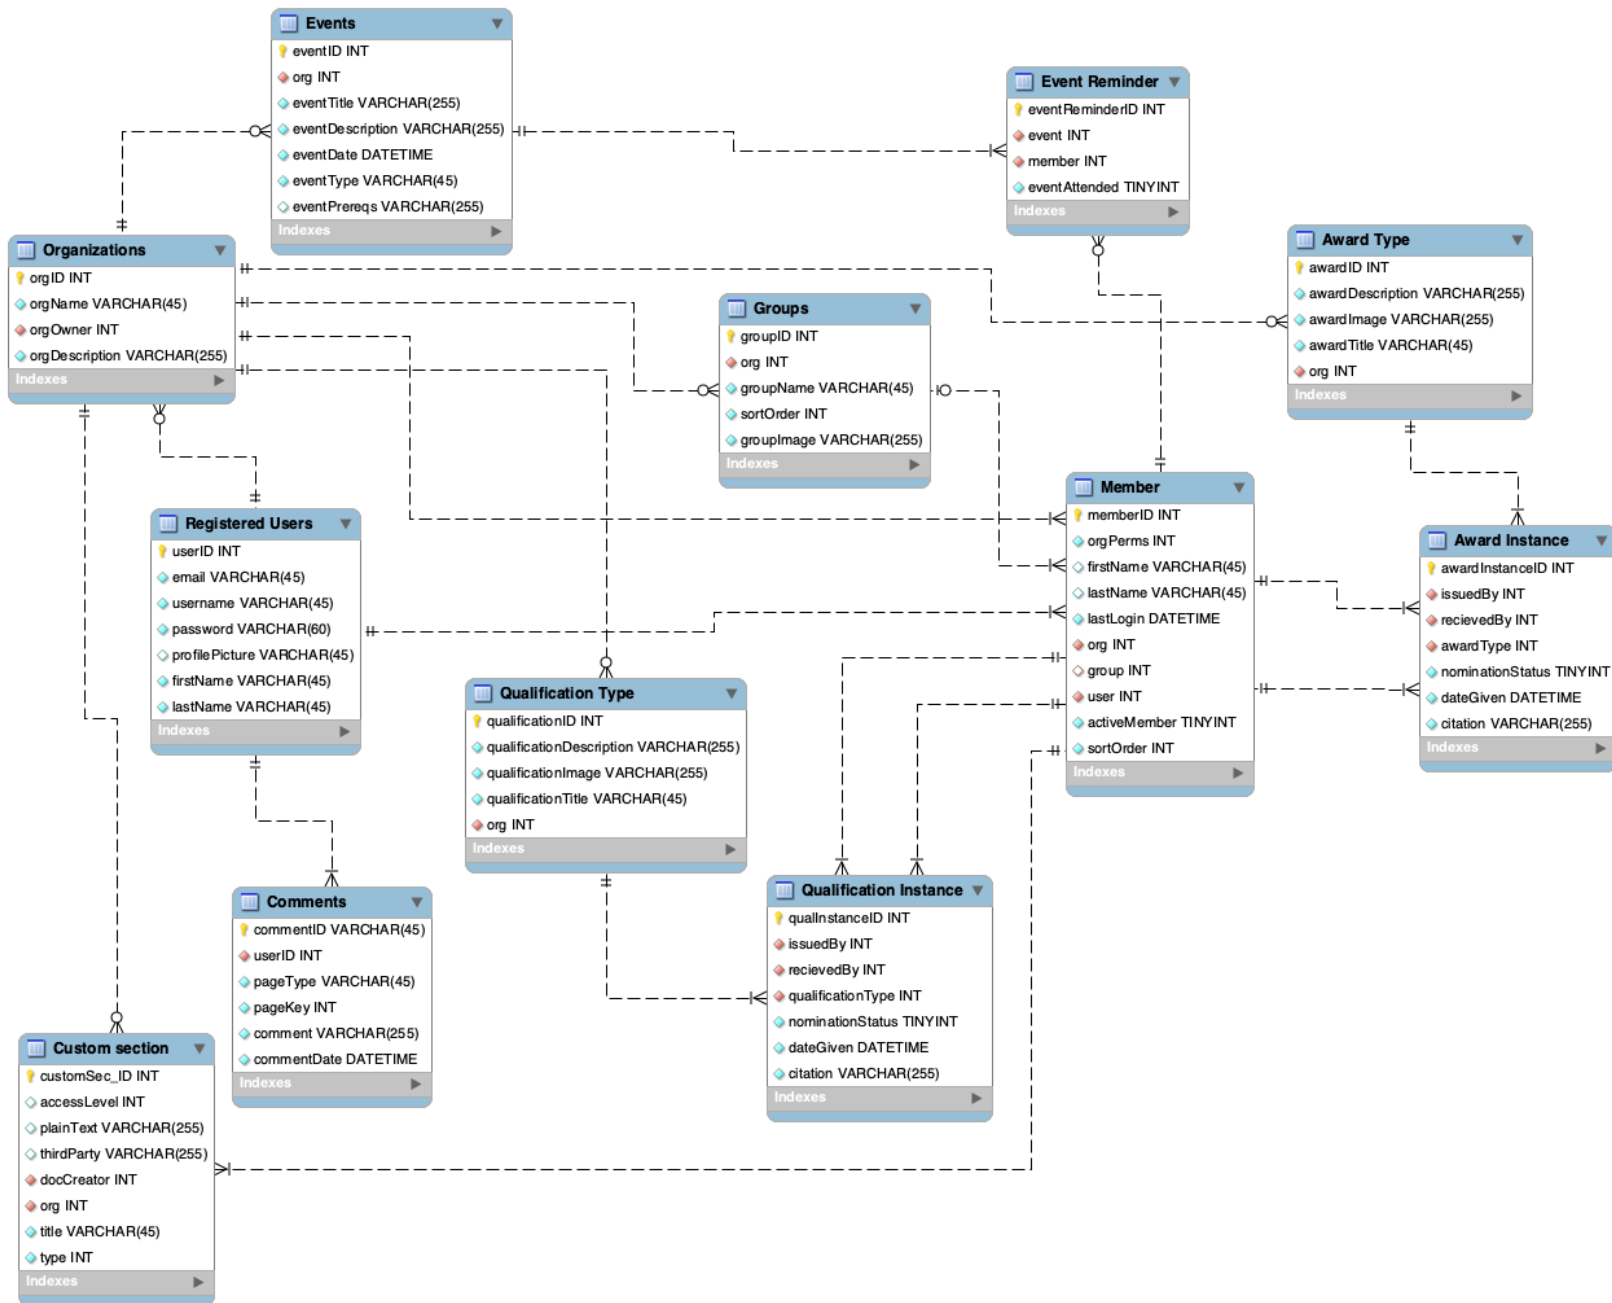 Events
eventID INT
org INT
eventTitle VARCHAR(255)
eventDescription VARCHAR(255)
eventDate DATETIME
eventType VARCHAR(45)
eventPrereqs VARCHAR(255)
Indexes
Event Reminder
eventReminderID INT
event INT
member INT
eventAttended TINYINT
Indexes
Organizations
orgID INT
orgName VARCHAR(45)
orgOwner INT
orgDescription VARCHAR(255)
Indexes
Groups
groupID INT
org INT
groupName VARCHAR(45)
sortOrder INT
groupImage VARCHAR(255)
Indexes
Award Type
awardID INT
awardDescription VARCHAR(255)
awardImage VARCHAR(255)
awardTitle VARCHAR(45)
org INT
Indexes
Registered Users
userID INT
email VARCHAR(45)
username VARCHAR(45)
password VARCHAR(60)
profilePicture VARCHAR(45)
firstName VARCHAR(45)
lastName VARCHAR(45)
Indexes
Member
memberID INT
orgPerms INT
firstName VARCHAR(45)
lastName VARCHAR(45)
lastLogin DATETIME
org INT
group INT
user INT
activeMember TINYINT
sortOrder INT
Indexes
Award Instance
awardInstanceID INT
issuedBy INT
recievedBy INT
awardType INT
nominationStatus TINYINT
dateGiven DATETIME
citation VARCHAR(255)
Indexes
Qualification Type
qualificationID INT
qualificationDescription VARCHAR(255)
qualificationImage VARCHAR(255)
qualificationTitle VARCHAR(45)
org INT
Indexes
Comments
commentID VARCHAR(45)
userID INT
pageType VARCHAR(45)
pageKey INT
comment VARCHAR(255)
commentDate DATETIME
Indexes
Qualification Instance
qualInstanceID INT
issuedBy INT
recievedBy INT
qualificationType INT
nominationStatus TINYINT
dateGiven DATETIME
citation VARCHAR(255)
Indexes
Custom section
customSec_ID INT
accessLevel INT
plainText VARCHAR(255)
thirdParty VARCHAR(255)
docCreator INT
org INT
title VARCHAR(45)
type INT
Indexes